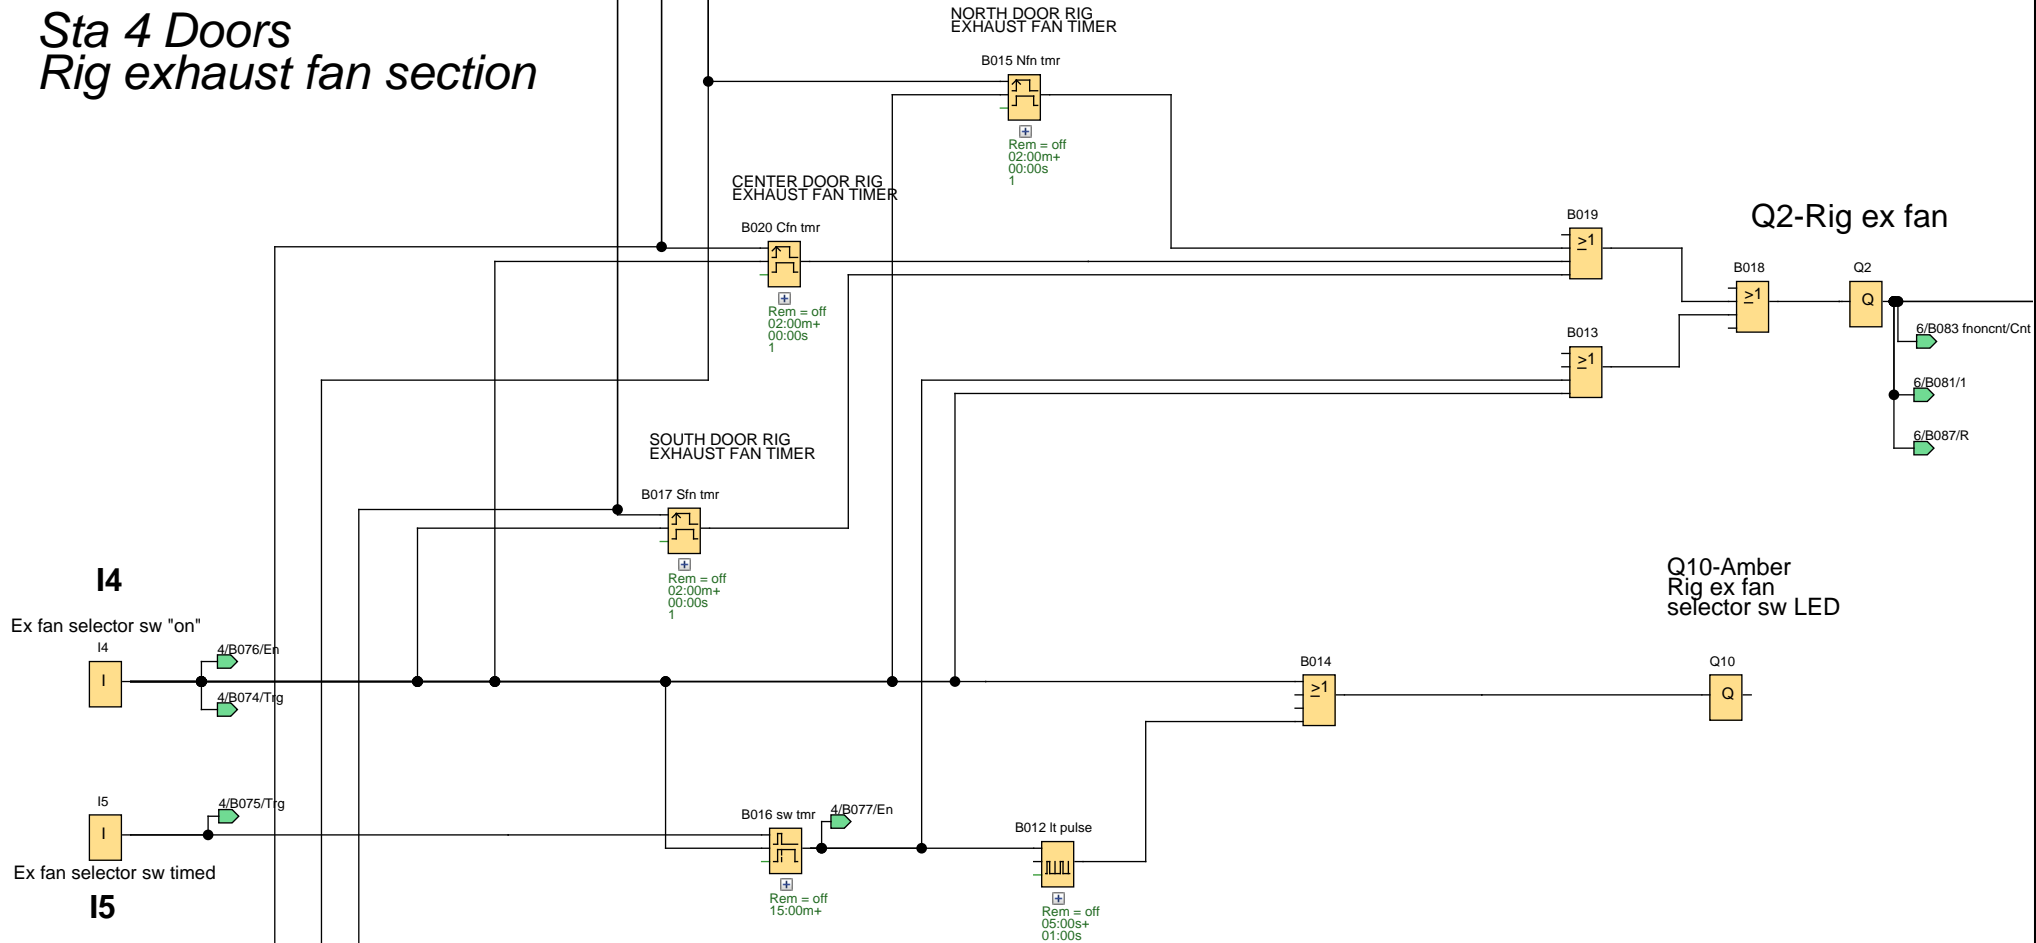 Sta 4 Doors
Rig exhaust fan section
NORTH DOOR RIG
EXHAUST FAN TIMER
B015 Nfn tmr
Rem = off
02:00m+
00:00s
1
CENTER DOOR RIG
EXHAUST FAN TIMER
B020 Cfn tmr
Rem = off
02:00m+
00:00s
1
B019
≥1
Q2-Rig ex fan
B018
≥1
Q2
Q
6/B083 fnoncnt/Cnt
B013
≥1
6/B081/1
6/B087/R
SOUTH DOOR RIG
EXHAUST FAN TIMER
B017 Sfn tmr
Rem = off
02:00m+
00:00s
1
I4
Ex fan selector sw "on"
I4
I
4/B076/En
4/B074/Trg
Q10-Amber
Rig ex fan
selector sw LED
B014
≥1
Q10
Q
I5
I
4/B075/Trg
Ex fan selector sw timed
I5
B016 sw tmr
4/B077/En
Rem = off
15:00m+
B012 lt pulse
Rem = off
05:00s+
01:00s